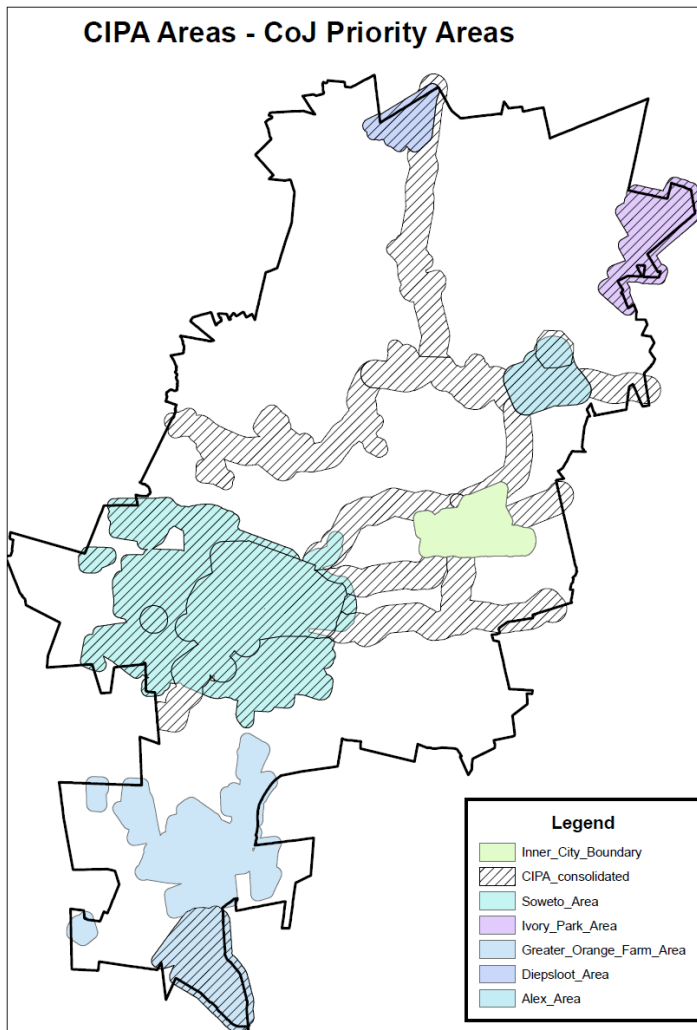 CIPA Areas - CoJ Priority Areas
Legend
Inner_City_Boundary
CIPA_consolidated
Soweto_Area
Ivory_Park_Area
Greater_Orange_Farm_Area
Diepsloot_Area
Alex_Area